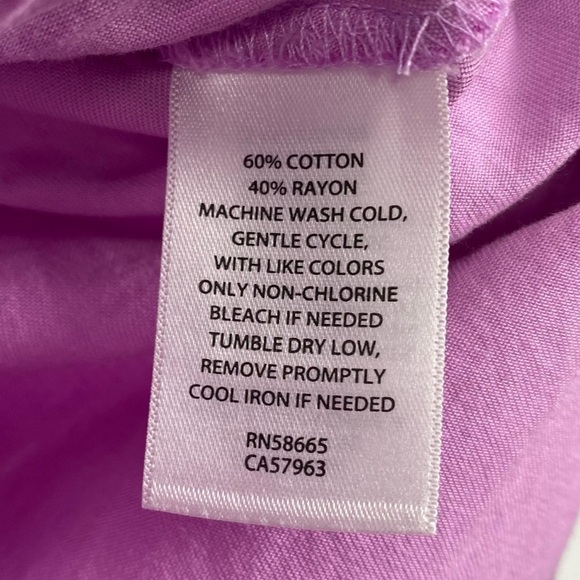 60% COTTON
40% RAYON
MACHINE WASH COLD,
GENTLE CYCLE,
WITH LIKE COLORS
ONLY NON-CHLORINE
BLEACH IF NEEDED
TUMBLE DRY LOW,
REMOVE PROMPTLY
COOL IRON IF NEEDED
RN58665
CA57963